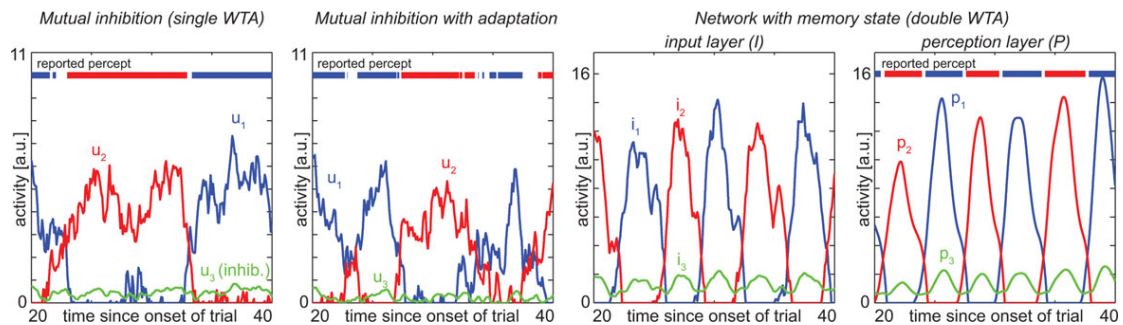 Mutual inhibition (single WTA)
Mutual inhibition with adaptation
Network with memory state (double WTA)
input layer (I)
perception layer (P)
11
reported percept
activity [a.u.]
u1
u2
u3 (inhib.)
0
20
time since onset of trial
40
11
reported percept
activity [a.u.]
u1
u2
u3
0
20
time since onset of trial
40
16
activity [a.u.]
i1
i2
i3
0
20
time since onset of trial
40
reported percept
16
activity [a.u.]
p1
p2
p3
0
20
time since onset of trial
40